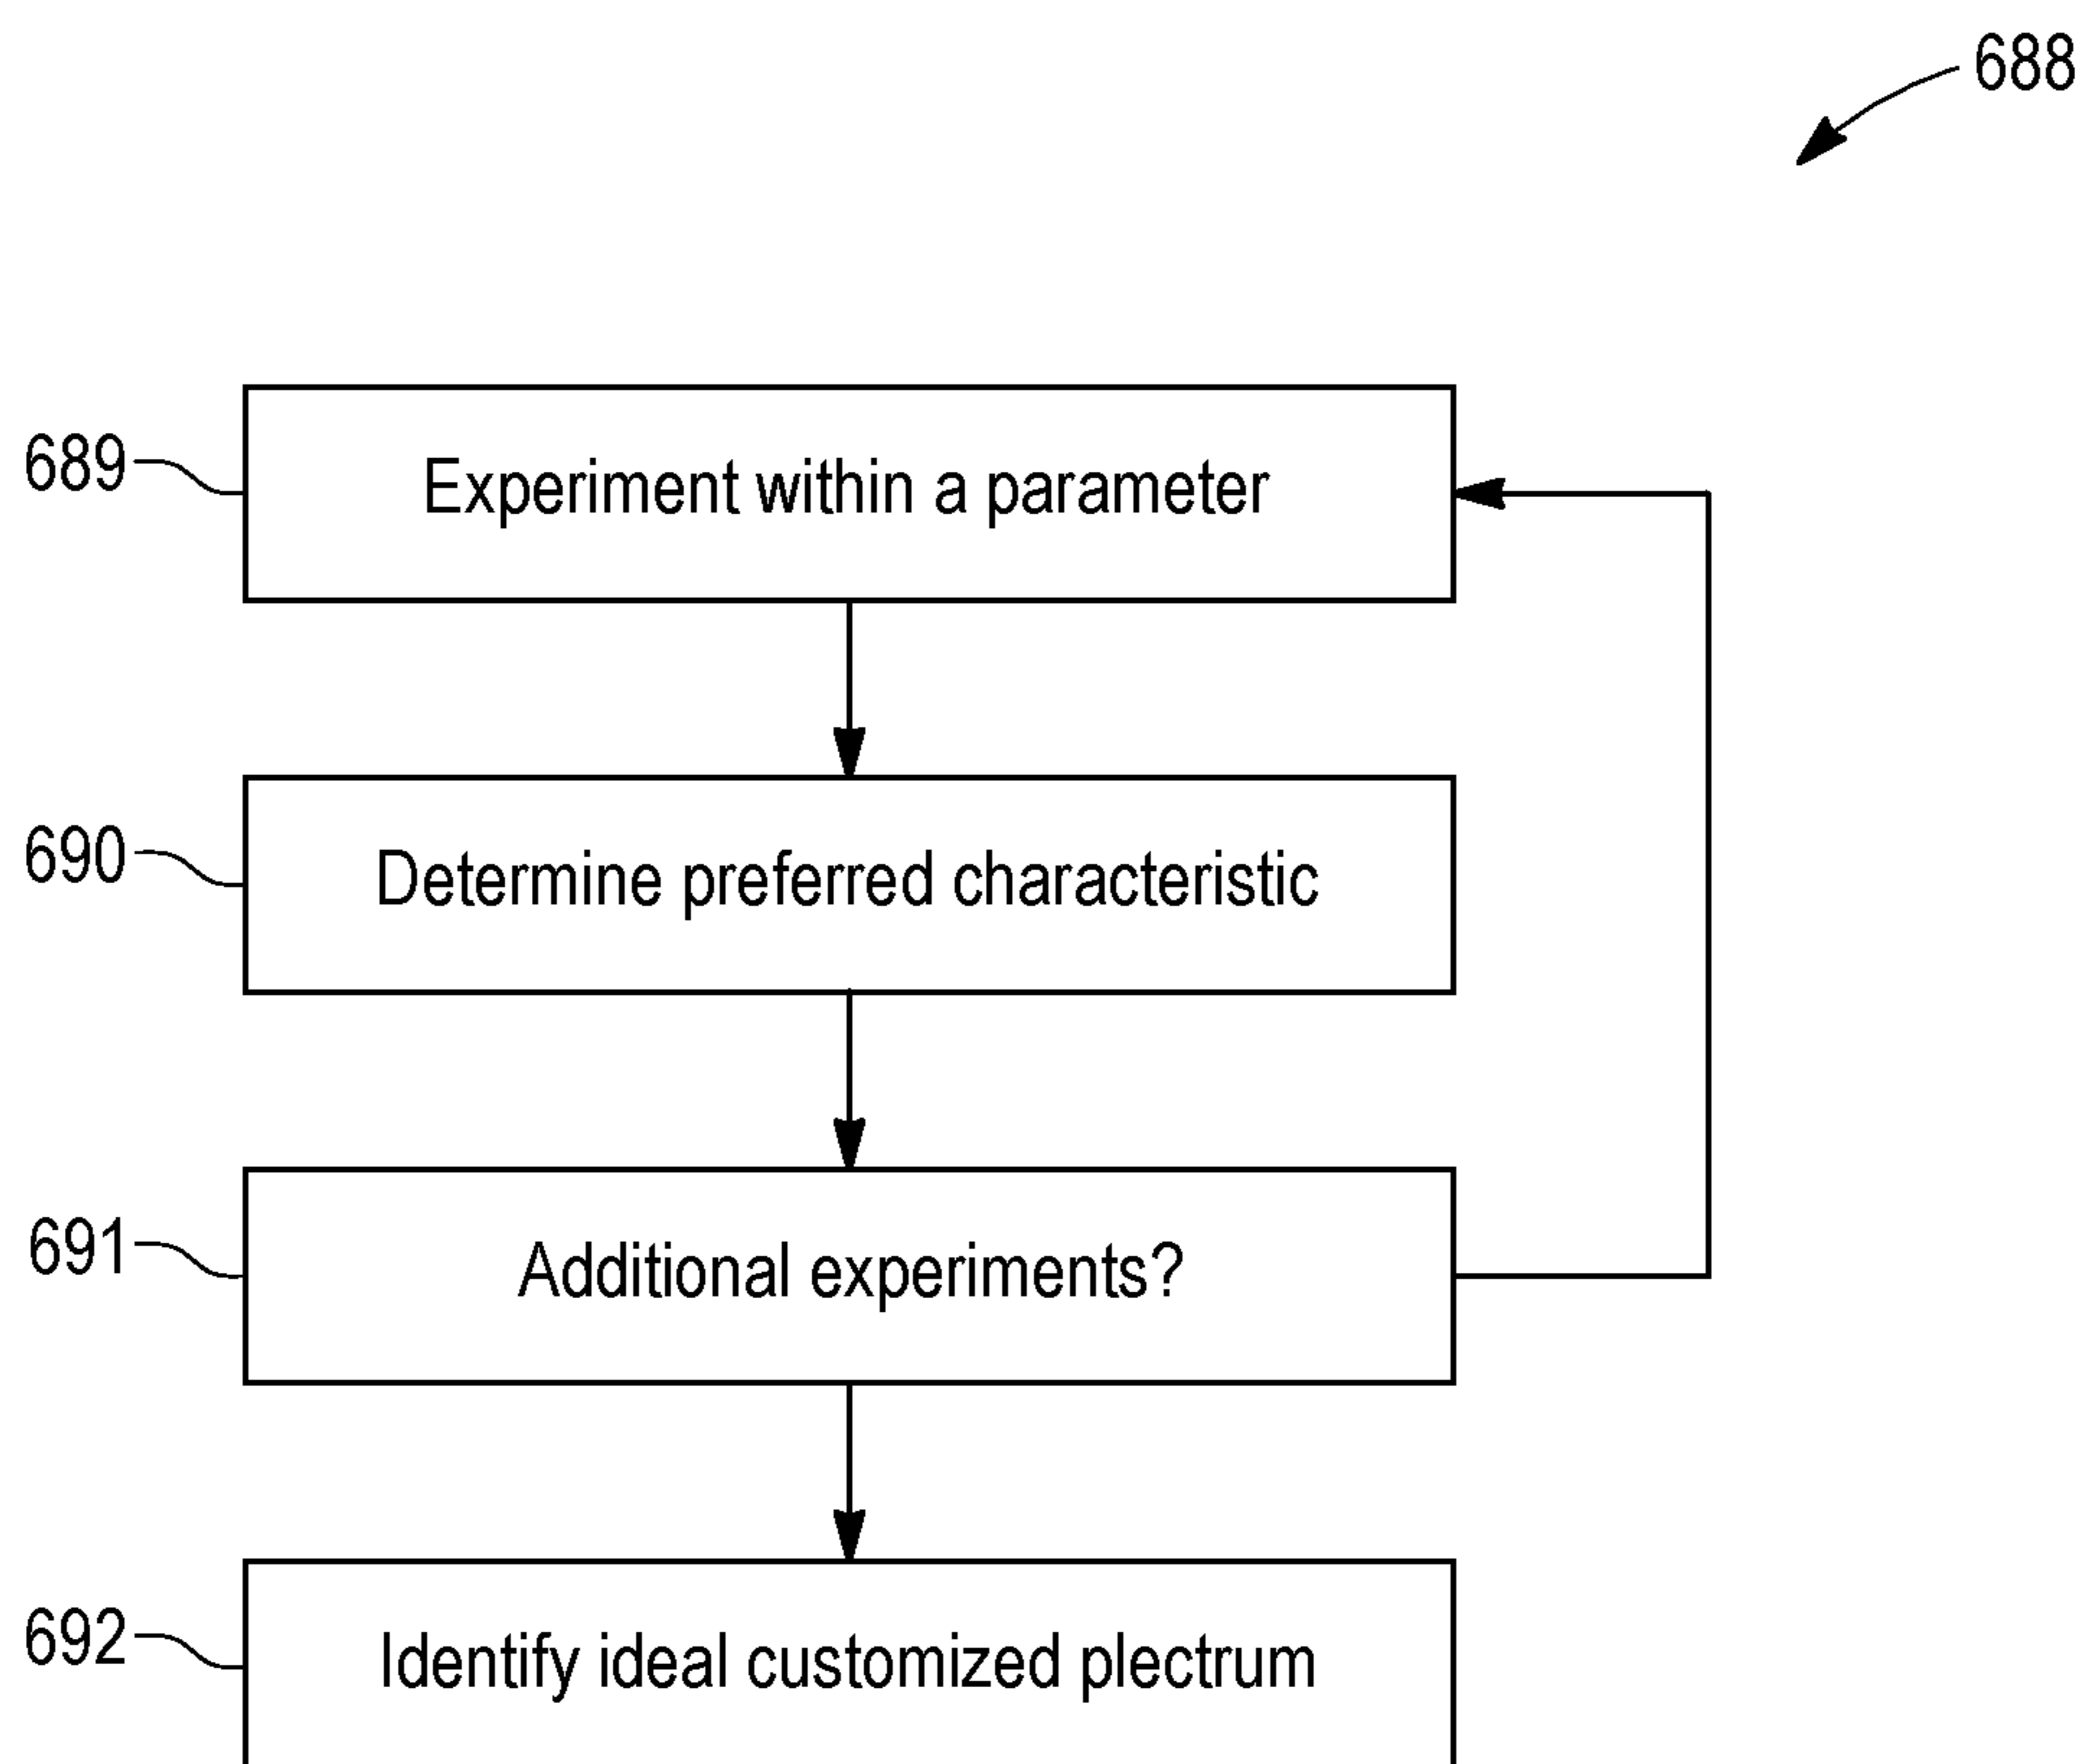 688
689
Experiment within a parameter
690
Determine preferred characteristic
691
Additional experiments?
692
Identify ideal customized plectrum